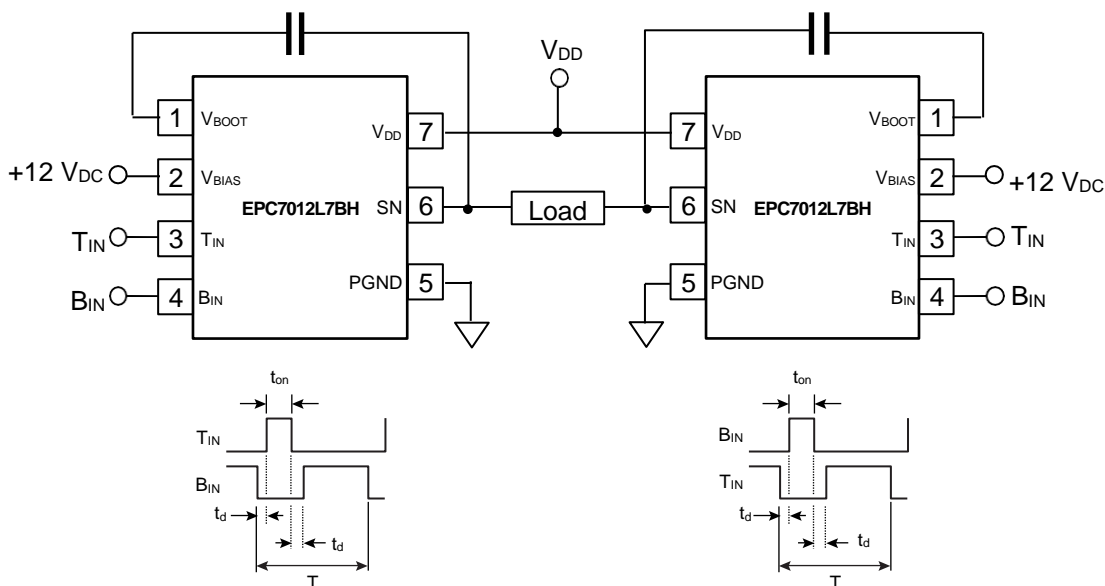 VDD
1 VBOOT
VDD 7
+12 VDC 2 VBIAS
EPC7012L7BH
SN 6
TIN 3 TIN
BIN 4 BIN
PGND 5
Load
7 VDD
VBOOT 1
VBIAS 2 +12 VDC
6 SN
EPC7012L7BH
TIN 3 TIN
5 PGND
BIN 4 BIN
ton
TIN
BIN
td
td
T
ton
BIN
TIN
td
td
T